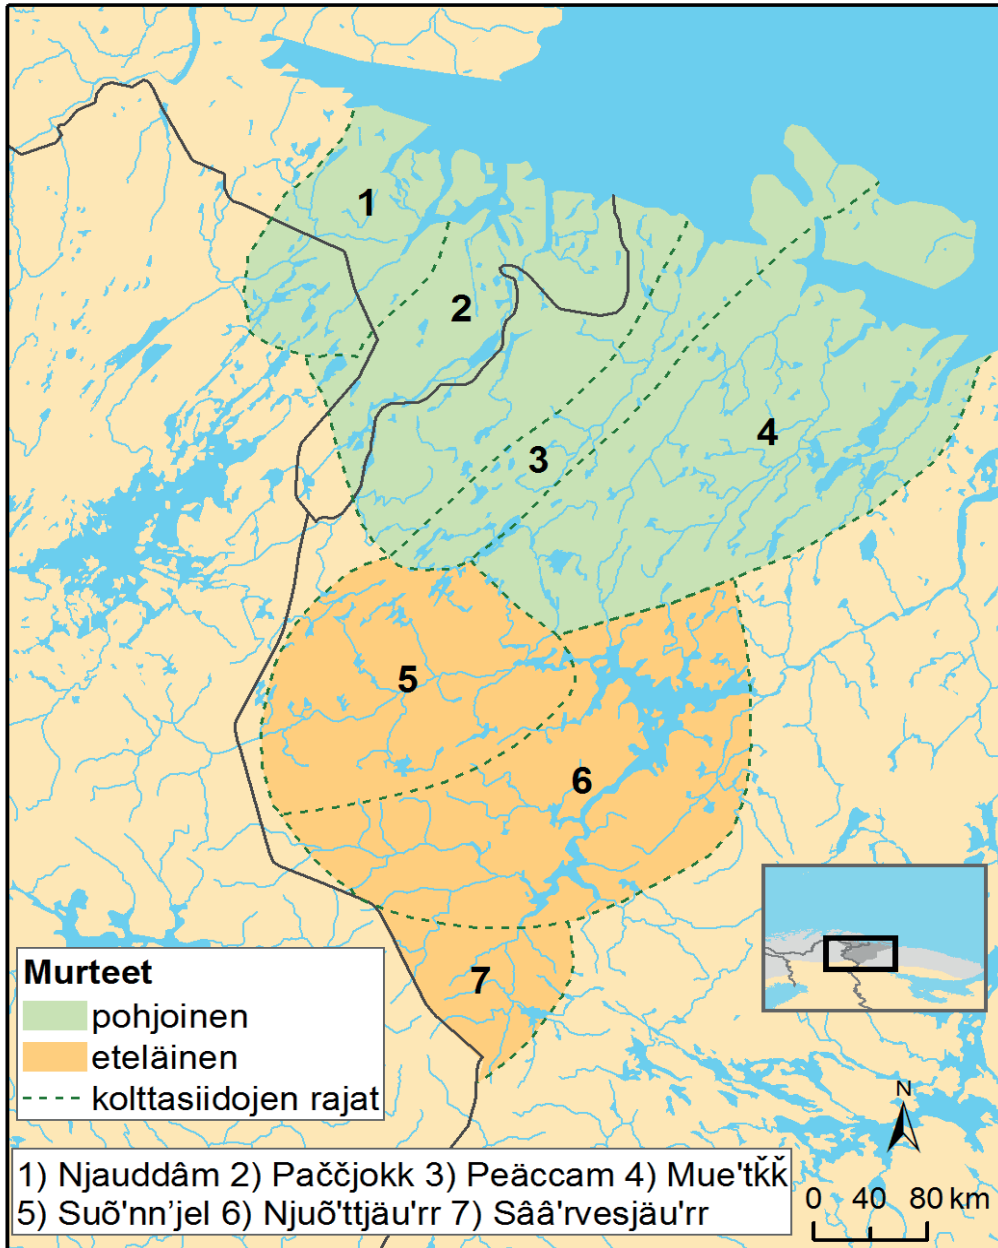 1
2
3
4
5
6
7
Murteet
pohjoinen
eteläinen
kolttasiidojen rajat
N
0 40 80 km
1) Njauddâm 2) Paččjokk 3) Peäccam 4) Mue'tǩǩ
5) Suõ'nn’jel 6) Njuõ'ttjäu'rr 7) Sââ'rvesjäu'rr